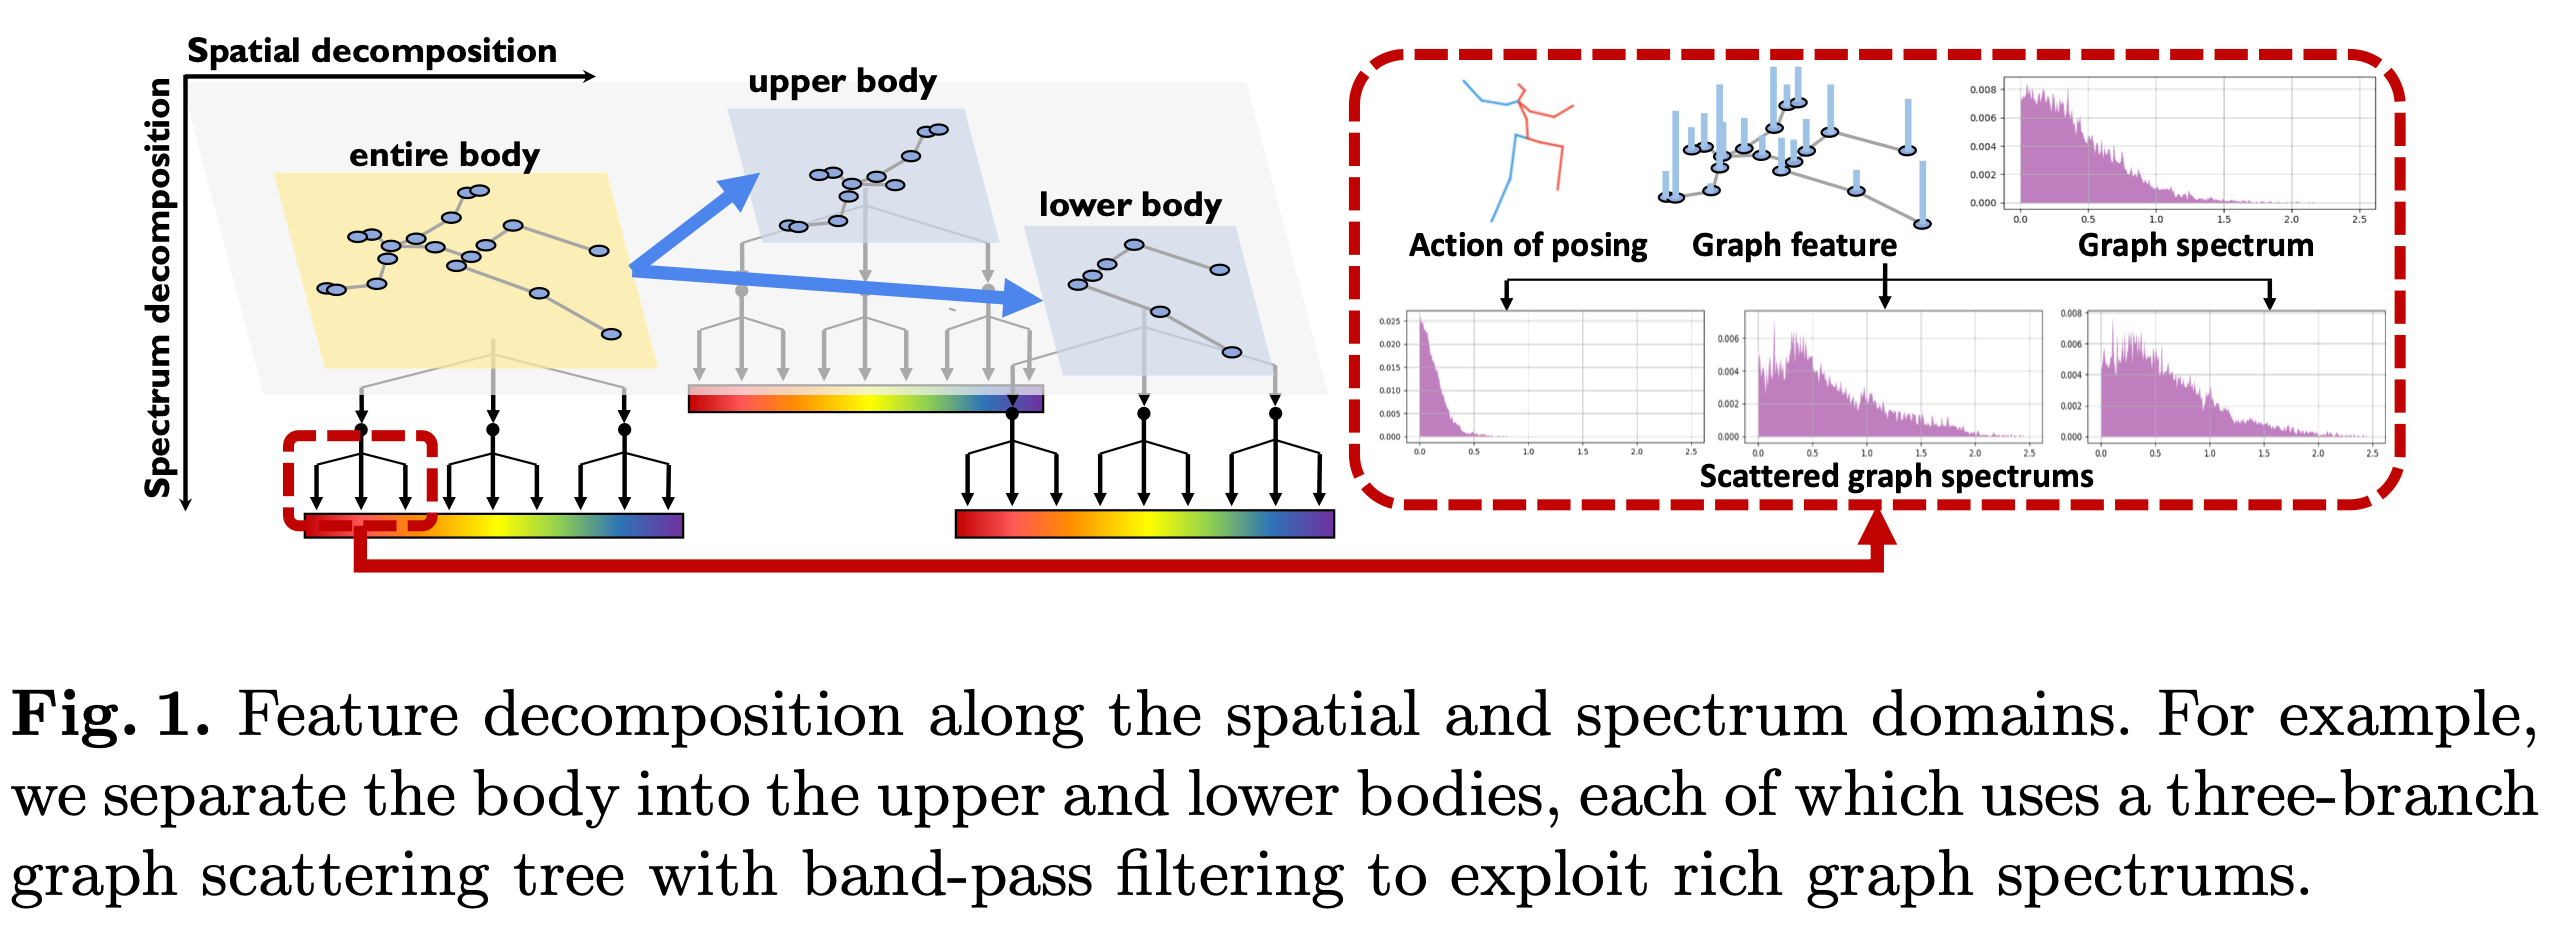 Spatial decomposition
Spectrum decomposition
entire body
upper body
lower body
Action of posing
Graph feature
Graph spectrum
0.008
0.006
0.004
0.002
0.000
0.0 0.5 1.0 1.5 2.0 2.5
0.025
0.020
0.015
0.010
0.005
0.000
0.0 0.5 1.0 1.5 2.0 2.5
0.006
0.004
0.002
0.000
0.0 0.5 1.0 1.5 2.0 2.5
0.008
0.006
0.004
0.002
0.000
0.0 0.5 1.0 1.5 2.0 2.5
Scattered graph spectrums
Fig. 1. Feature decomposition along the spatial and spectrum domains. For example,
we separate the body into the upper and lower bodies, each of which uses a three-branch
graph scattering tree with band-pass filtering to exploit rich graph spectrums.